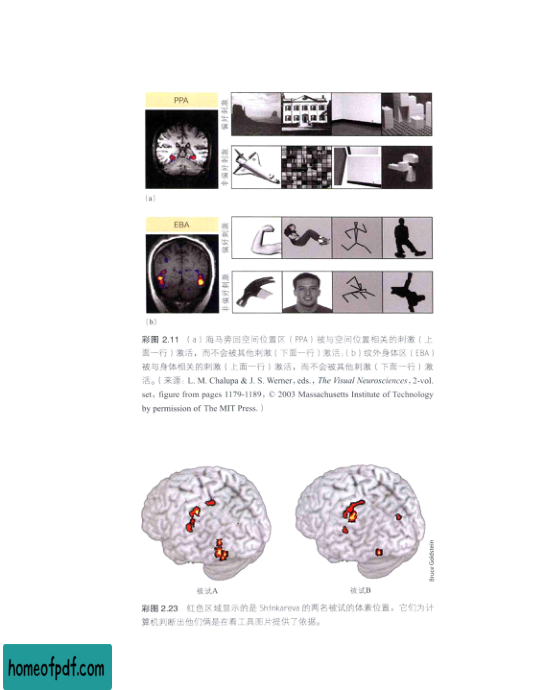 PPA
偏好刺激
非偏好刺激
(a)
EBA
偏好刺激
非偏好刺激
(b)
彩图 2.11 (a)海马旁回空间位置区(PPA)被与空间位置相关的刺激(上
面一行)激活,而不会被其他刺激(下面一行)激活;(b)纹外身体区(EBA)
被与身体相关的刺激(上面一行)激活,而不会被其他刺激(下面一行)激
活。(来源:L. M. Chalupa & J. S. Werner, eds., The Visual Neurosciences, 2-vol.
set, figure from pages 1179-1189, © 2003 Massachusetts Institute of Technology
by permission of The MIT Press.)
被试A
被试B
Bruce Goldstein
彩图 2.23 红色区域显示的是 Shinkareva 的两名被试的体素位置。它们为计
算机判断出他们俩是在看工具图片提供了依据。
homeofpdf.com